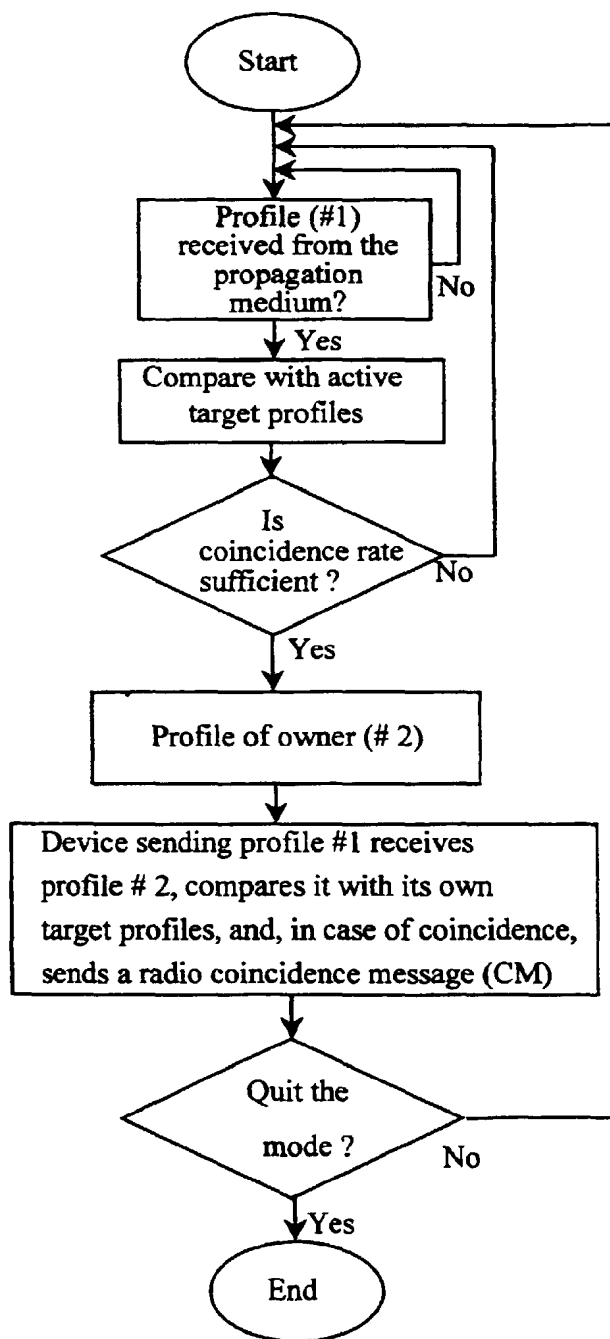 Start
Profile (#1)
received from the
propagation
medium?
No
Yes
Compare with active
target profiles
Is
coincidence rate
sufficient ?
No
Yes
Profile of owner (# 2)
Device sending profile #1 receives
profile # 2, compares it with its own
target profiles, and, in case of coincidence,
sends a radio coincidence message (CM)
Quit the
mode ?
No
Yes
End